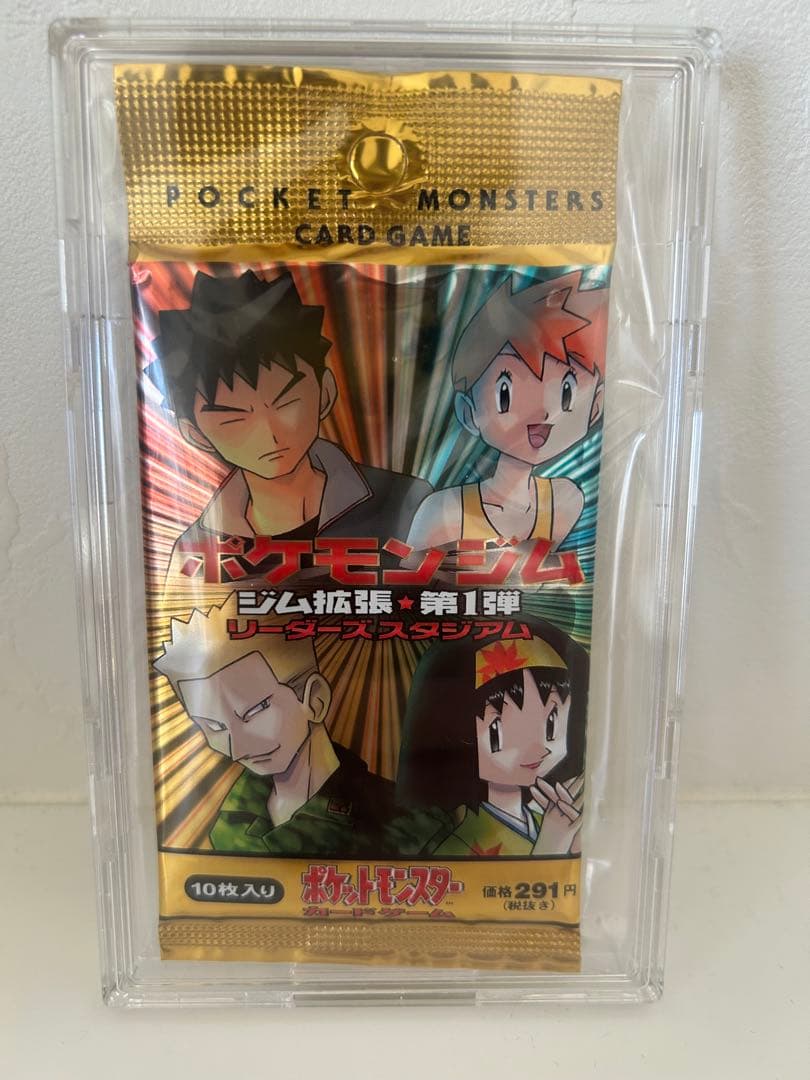 POCKET MONSTERS
CARD GAME
ポケモンジム
ジム拡張★第1弾
リーダーズ スタジアム
10枚入り
ポケットモンスター
カードゲーム
価格291円
(税抜き)